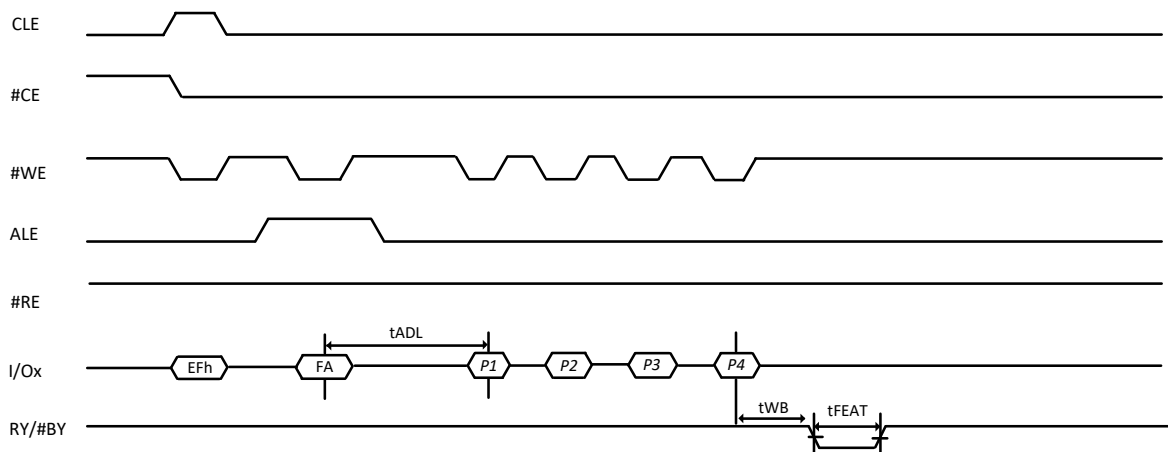 CLE
#CE
#WE
ALE
#RE
tADL
I/Ox EFh FA P1 P2 P3 P4
tWB tFEAT
RY/#BY